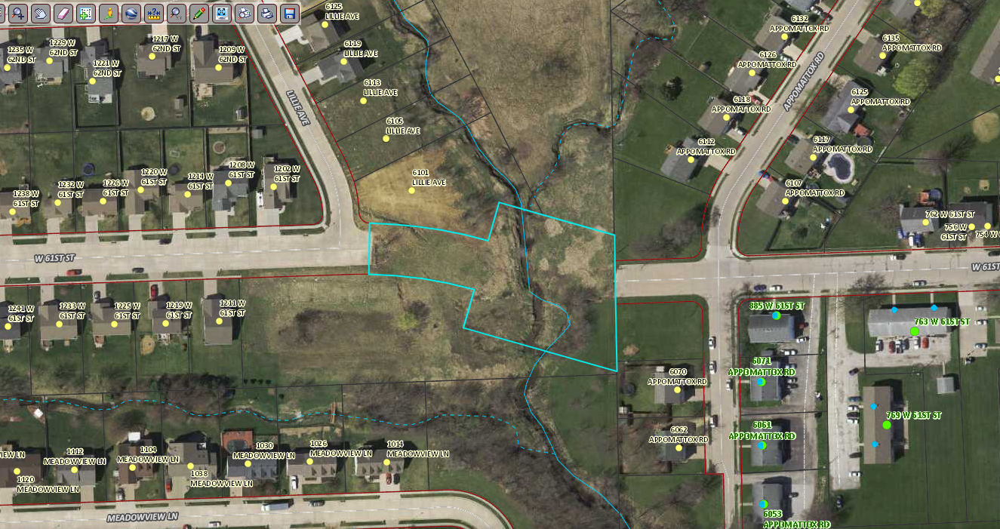 6125
LILLIE AVE
6132
APPOMATTOX RD
1235 W
62ND ST
1229 W
62ND ST
1221 W
62ND ST
1217 W
62ND ST
1209 W
62ND ST
6119
LILLIE AVE
6126
APPOMATTOX RD
6135
APPOMATTOX RD
APPOMATTOX RD
LILLIE AVE
6113
LILLIE AVE
6118
APPOMATTOX RD
6125
APPOMATTOX RD
6105
LILLIE AVE
6112
APPOMATTOX RD
6117
APPOMATTOX RD
1238 W
61ST ST
1232 W
61ST ST
1226 W
61ST ST
1220 W
61ST ST
1214 W
61ST ST
1208 W
61ST ST
1202 W
61ST ST
6101
LILLIE AVE
6107
APPOMATTOX RD
762 W 61ST ST
756 W
61ST ST
754 W
W 61ST ST
W 61ST
1241 W
61ST ST
1233 W
61ST ST
1225 W
61ST ST
1219 W
61ST ST
1211 W
61ST ST
885 W 61ST ST
763 W 61ST ST
6071
APPOMATTOX RD
6070
APPOMATTOX RD
769 W 61ST ST
6062
APPOMATTOX RD
6061
APPOMATTOX RD
VIEW LN
1120
MEADOWVIEW LN
1112
MEADOWVIEW LN
1104
MEADOWVIEW LN
1038
MEADOWVIEW LN
1030
MEADOWVIEW LN
1026
MEADOWVIEW LN
1014
MEADOWVIEW LN
MEADOWVIEW LN
6053
APPOMATTOX RD